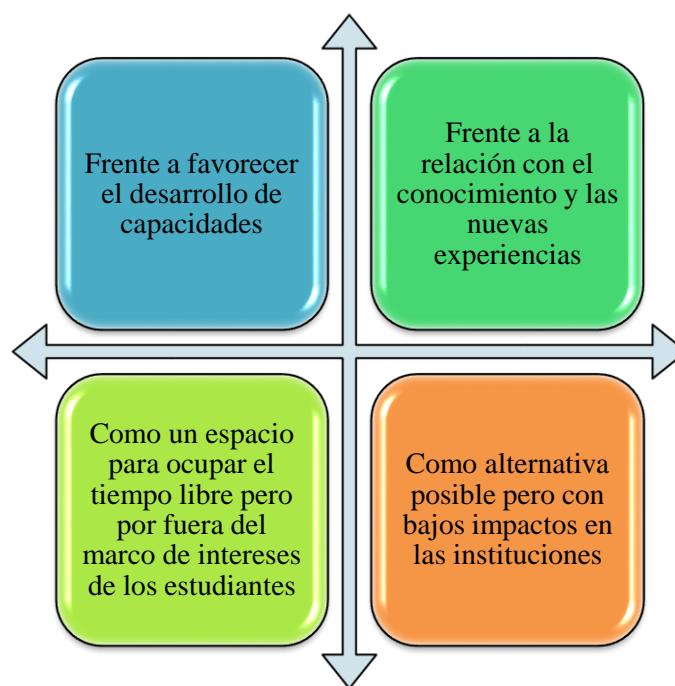 Frente a favorecer
el desarrollo de
capacidades
Frente a la
relación con el
conocimiento y las
nuevas
experiencias
Como un espacio
para ocupar el
tiempo libre pero
por fuera del
marco de intereses
de los estudiantes
Como alternativa
posible pero con
bajos impactos en
las instituciones